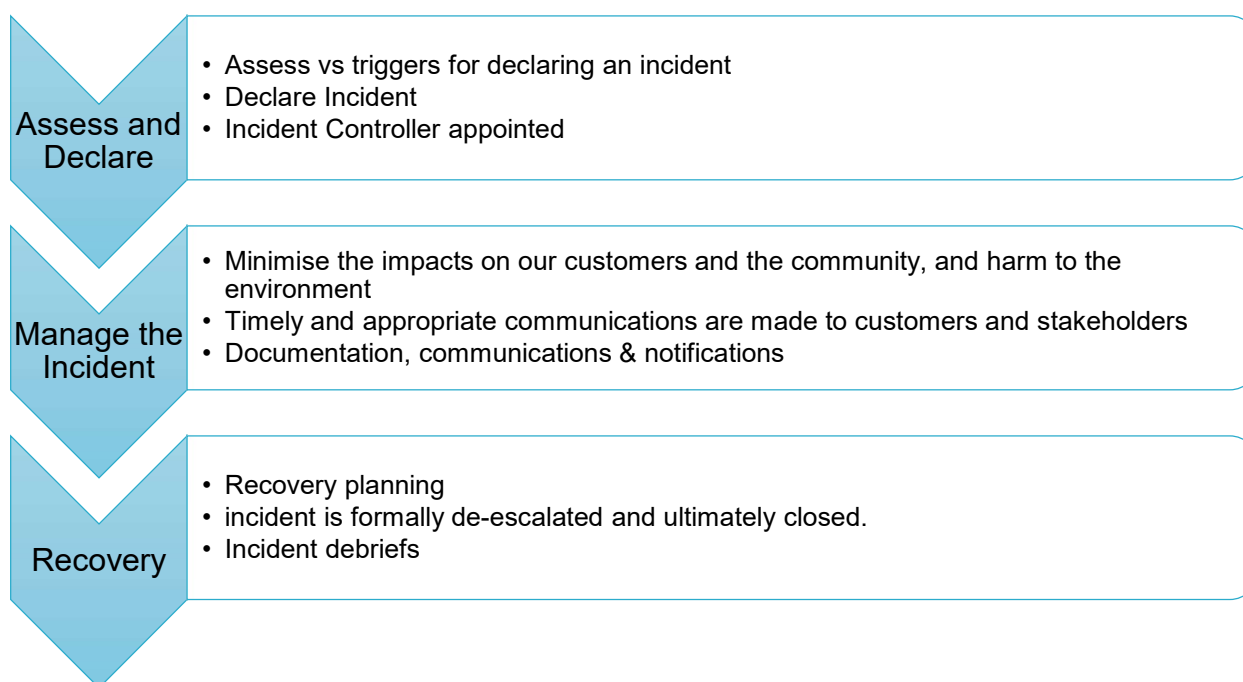 Assess and
Declare
• Assess vs triggers for declaring an incident
• Declare Incident
• Incident Controller appointed
Manage the
Incident
• Minimise the impacts on our customers and the community, and harm to the
environment
• Timely and appropriate communications are made to customers and stakeholders
• Documentation, communications & notifications
Recovery
• Recovery planning
• incident is formally de-escalated and ultimately closed.
• Incident debriefs